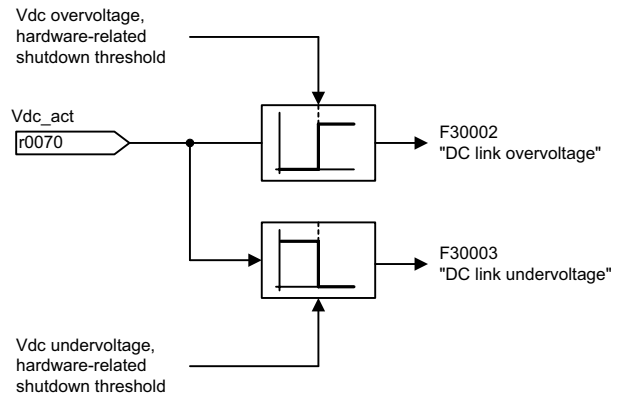 Vdc overvoltage,
hardware-related
shutdown threshold
Vdc_act
r0070
F30002
"DC link overvoltage"
F30003
"DC link undervoltage"
Vdc undervoltage,
hardware-related
shutdown threshold